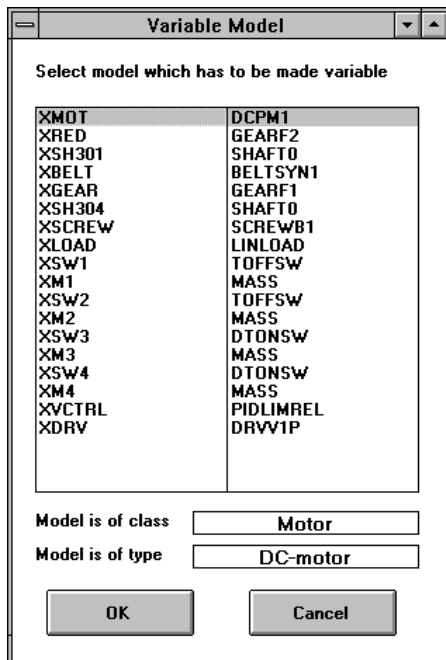 Variable Model
Select model which has to be made variable
XMOT DCPM1
XRED GEARF2
XSH301 SHAFT0
XBELT BELTSYN1
XGEAR GEARF1
XSH304 SHAFT0
XSCREW SCREWB1
XLOAD LINLOAD
XSW1 TOFFSW
XM1 MASS
XSW2 TOFFSW
XM2 MASS
XSW3 DTONSW
XM3 MASS
XSW4 DTONSW
XM4 MASS
XVCTRL PIDLIMREL
XDRV DRVV1P
Model is of class Motor
Model is of type DC-motor
OK Cancel